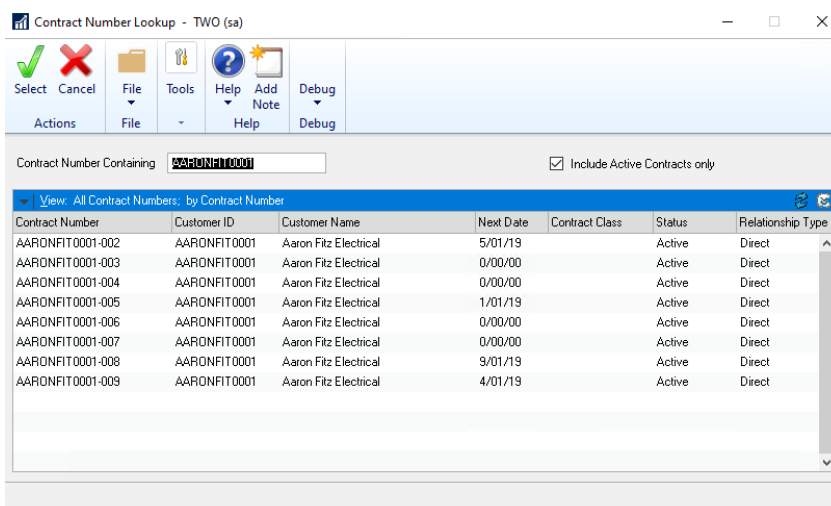 Contract Number Lookup - TWO (sa)
Select Cancel File Tools Help Add Note Debug
Actions File Help Debug
Contract Number Containing AARONFIT0001 Include Active Contracts only
View: All Contract Numbers; by Contract Number
Contract Number Customer ID Customer Name Next Date Contract Class Status Relationship Type
AARONFIT0001-002 AARONFIT0001 Aaron Fitz Electrical 5/01/19 Active Direct
AARONFIT0001-003 AARONFIT0001 Aaron Fitz Electrical 0/00/00 Active Direct
AARONFIT0001-004 AARONFIT0001 Aaron Fitz Electrical 0/00/00 Active Direct
AARONFIT0001-005 AARONFIT0001 Aaron Fitz Electrical 1/01/19 Active Direct
AARONFIT0001-006 AARONFIT0001 Aaron Fitz Electrical 0/00/00 Active Direct
AARONFIT0001-007 AARONFIT0001 Aaron Fitz Electrical 0/00/00 Active Direct
AARONFIT0001-008 AARONFIT0001 Aaron Fitz Electrical 9/01/19 Active Direct
AARONFIT0001-009 AARONFIT0001 Aaron Fitz Electrical 4/01/19 Active Direct